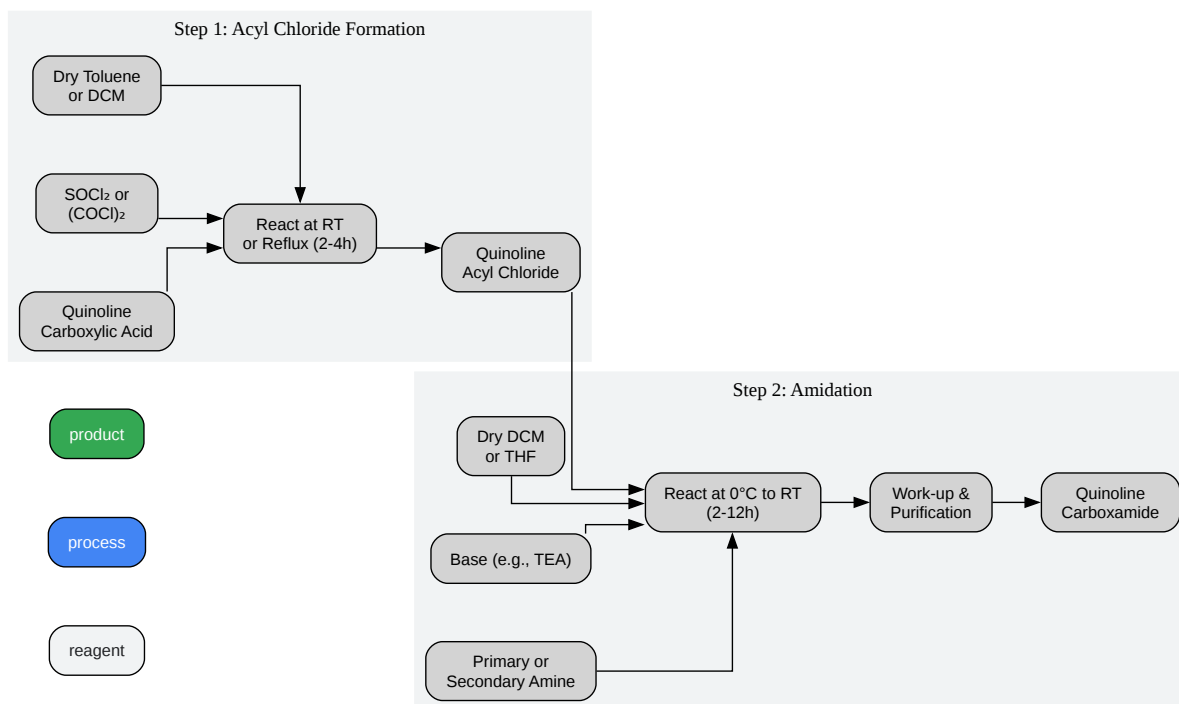 Step 1: Acyl Chloride Formation
Dry Toluene
or DCM
SOCl₂ or
(COCl)₂
React at RT
or Reflux (2-4h)
Quinoline
Acyl Chloride
Quinoline
Carboxylic Acid
Step 2: Amidation
Dry DCM
or THF
Base (e.g., TEA)
Primary or
Secondary Amine
React at 0°C to RT
(2-12h)
Work-up &
Purification
Quinoline
Carboxamide
product
process
reagent